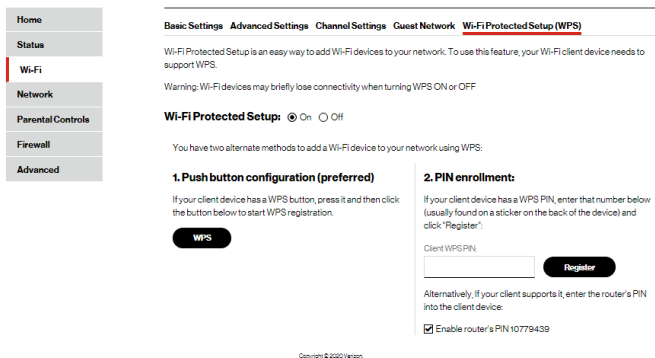 Home
Status
Wi-Fi
Network
Parental Controls
Firewall
Advanced
Basic Settings Advanced Settings Channel Settings Guest Network Wi-Fi Protected Setup (WPS)
Wi-Fi Protected Setup is an easy way to add Wi-Fi devices to your network. To use this feature, your Wi-Fi client device needs to
support WPS.
Warning: Wi-Fi devices may briefly lose connectivity when turning WPS ON or OFF
Wi-Fi Protected Setup: On Off
You have two alternate methods to add a Wi-Fi device to your network using WPS:
1. Push button configuration (preferred)
If your client device has a WPS button, press it and then click
the button below to start WPS registration.
WPS
2. PIN enrollment:
If your client device has a WPS PIN, enter that number below
(usually found on a sticker on the back of the device) and
click "Register":
Client WPS PIN:
Register
Alternatively, If your client supports it, enter the router's PIN
into the client device:
Enable router's PIN 10779439
Copyright © 2020 Verizon